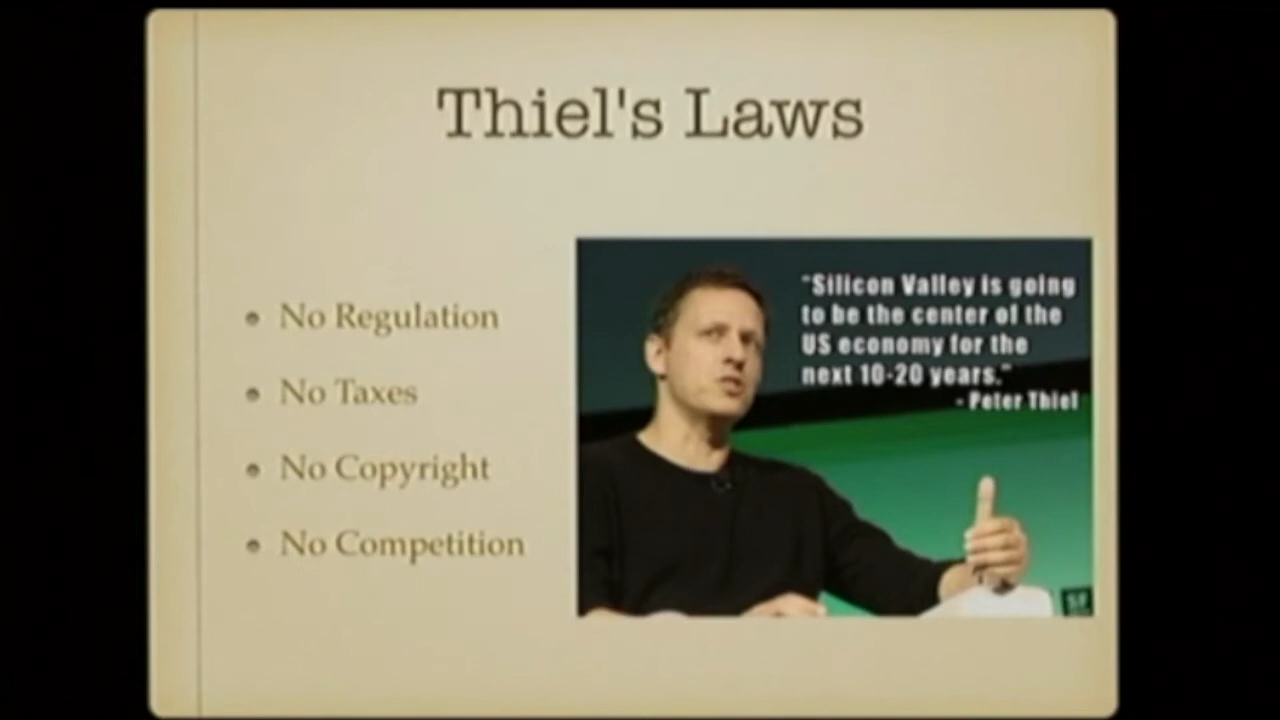 Thiel's Laws
No Regulation
No Taxes
No Copyright
No Competition
"Silicon Valley is going
to be the center of the
US economy for the
next 10-20 years."
- Peter Thiel
SF